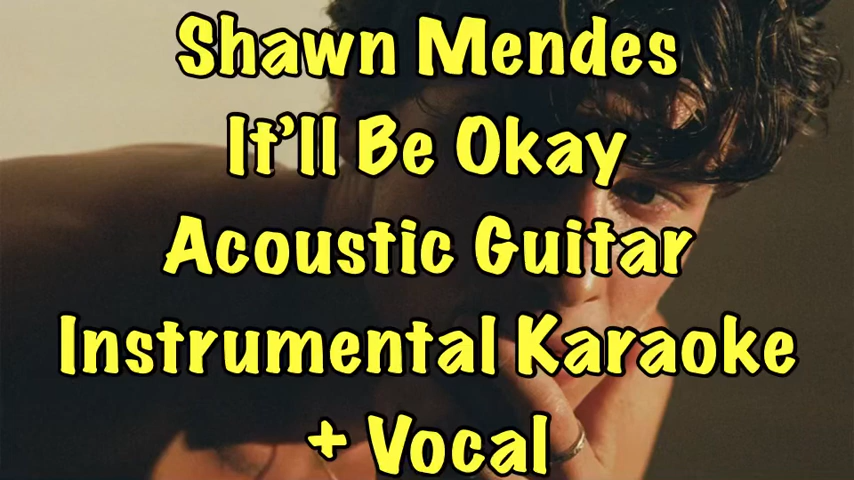 Shawn Mendes
It'll Be Okay
Acoustic Guitar
Instrumental Karaoke
+ Vocal